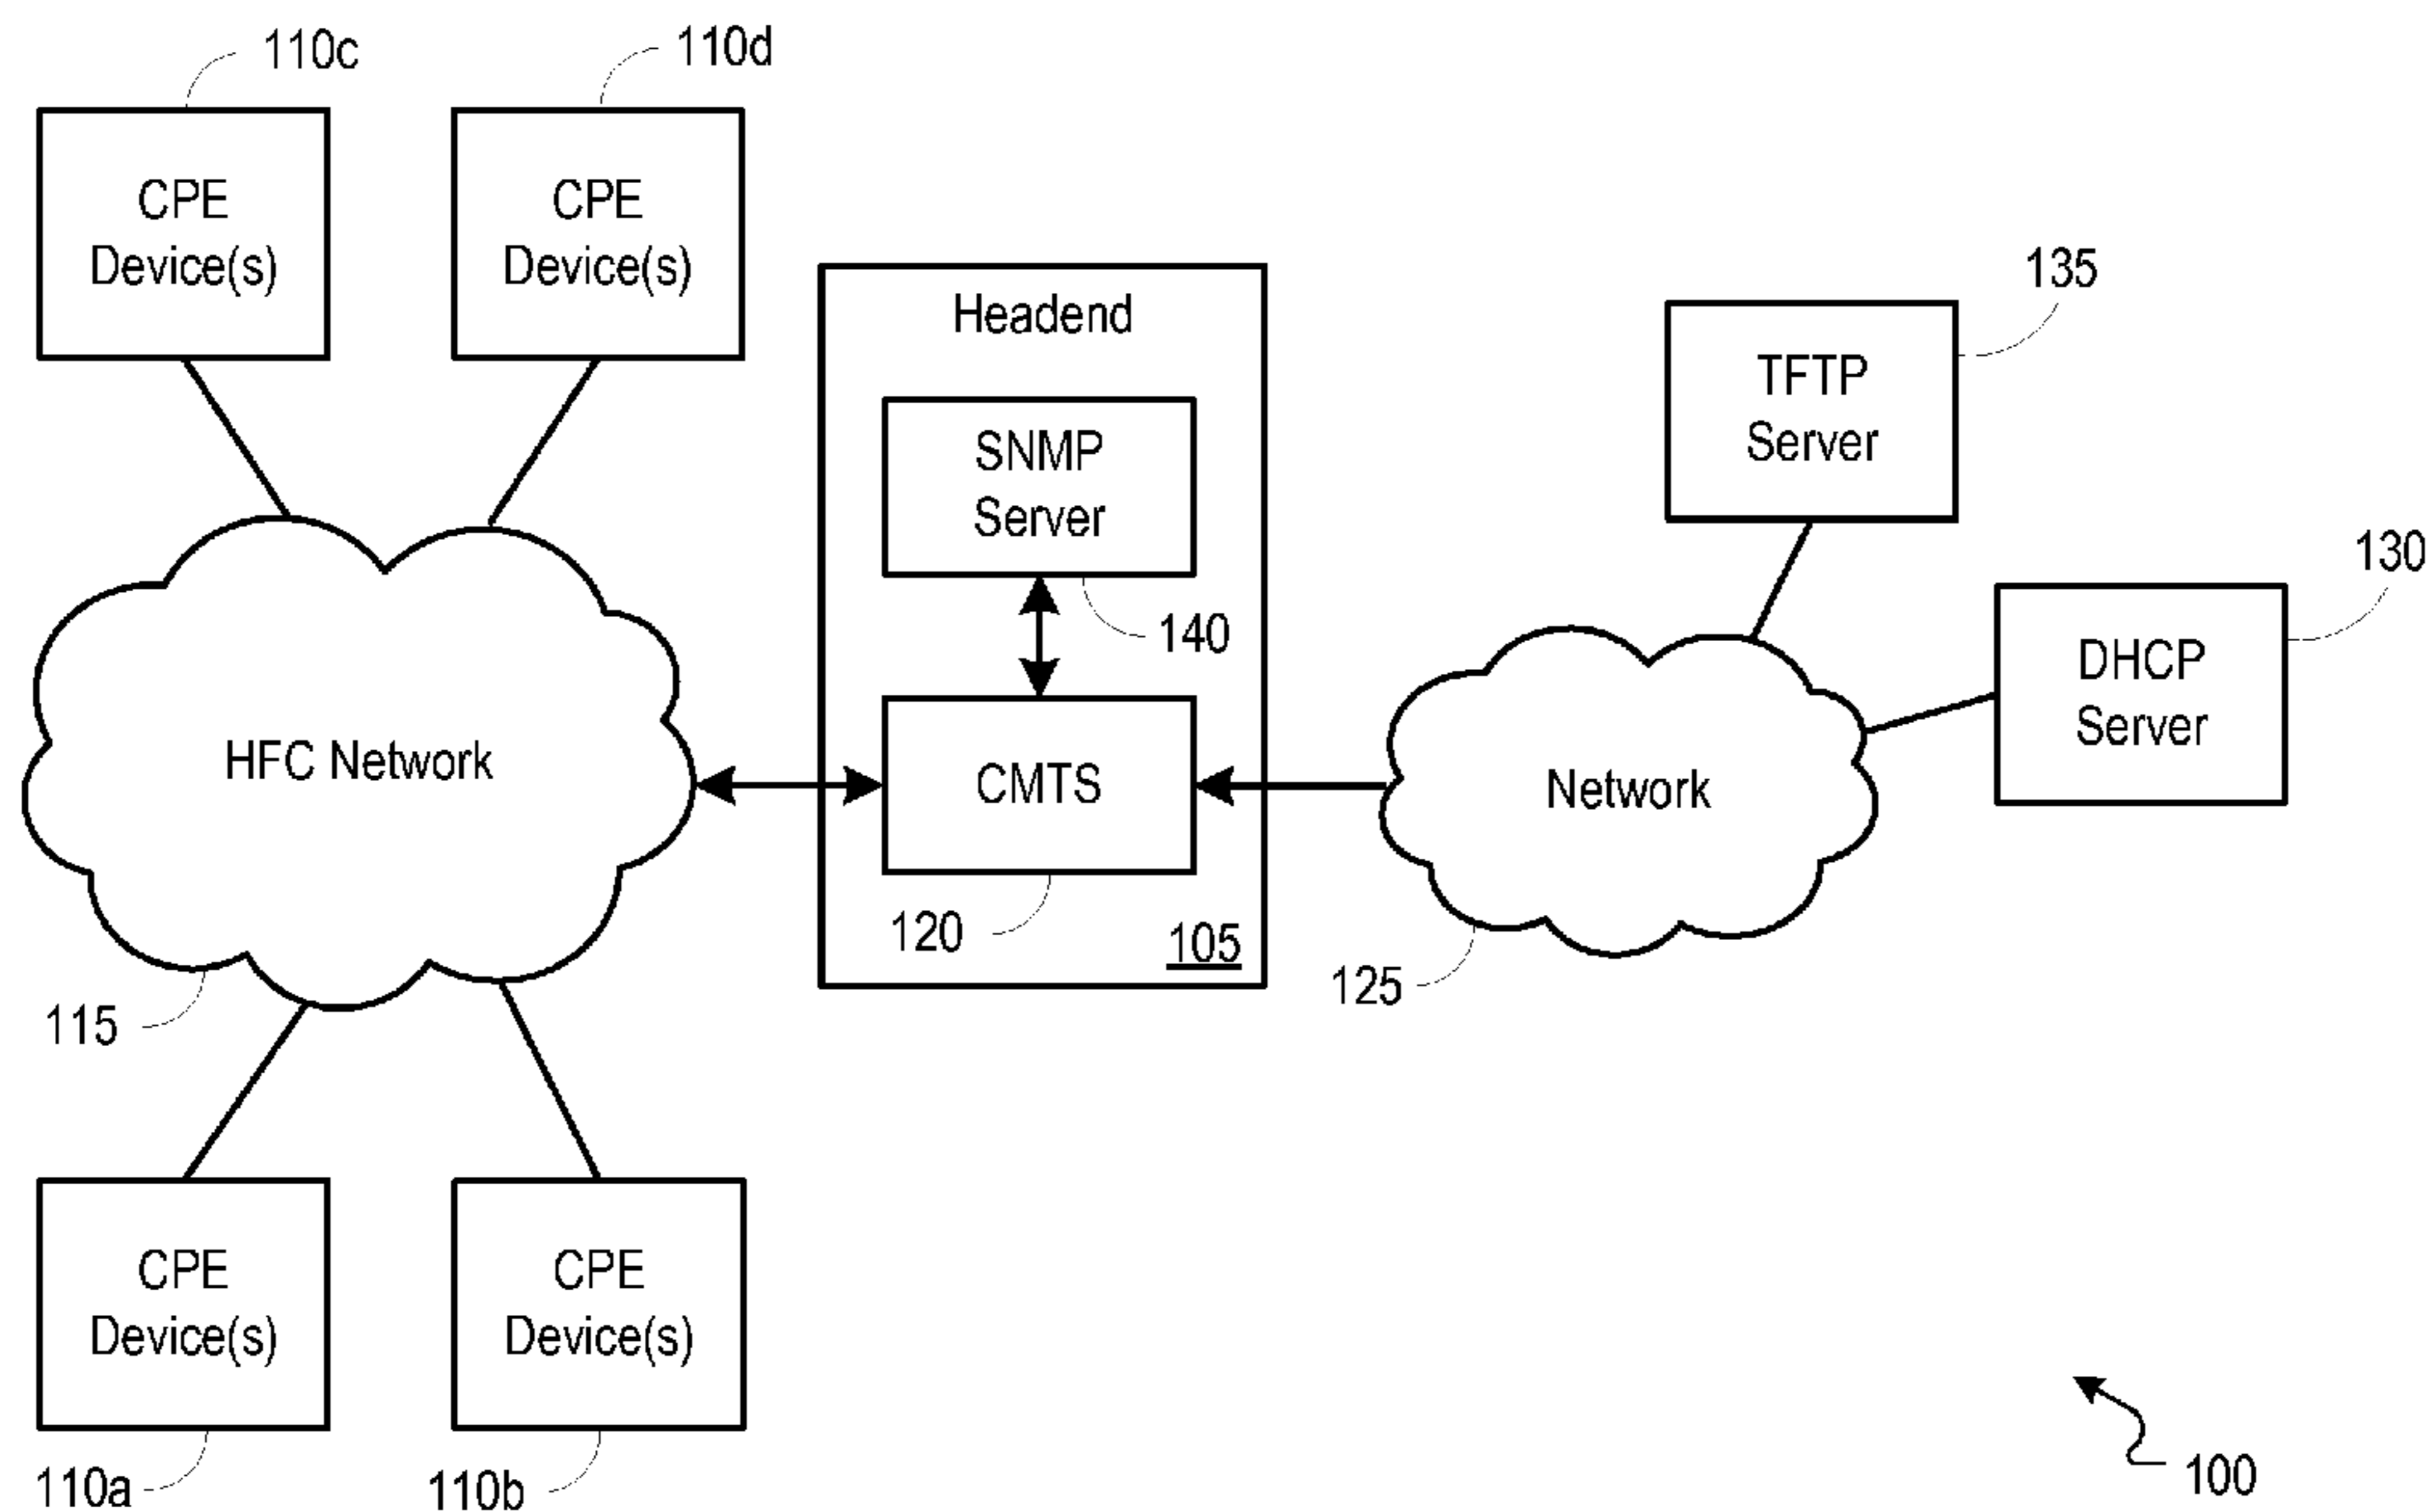 110c
110d
CPE
Device(s)
CPE
Device(s)
Headend
SNMP
Server
140
CMTS
120
105
135
TFTP
Server
130
DHCP
Server
HFC Network
Network
115
125
CPE
Device(s)
CPE
Device(s)
110a
110b
100